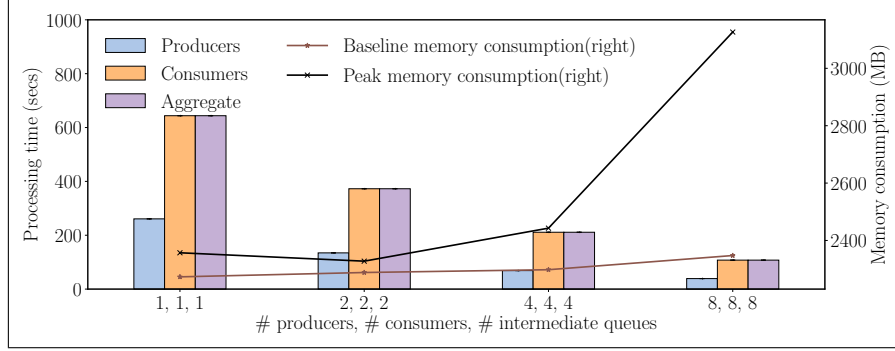 Producers
Consumers
Aggregate
Baseline memory consumption(right)
Peak memory consumption(right)
Processing time (secs)
1000
800
600
400
200
0
Memory consumption (MB)
3000
2800
2600
2400
1, 1, 1
2, 2, 2
4, 4, 4
8, 8, 8
# producers, # consumers, # intermediate queues